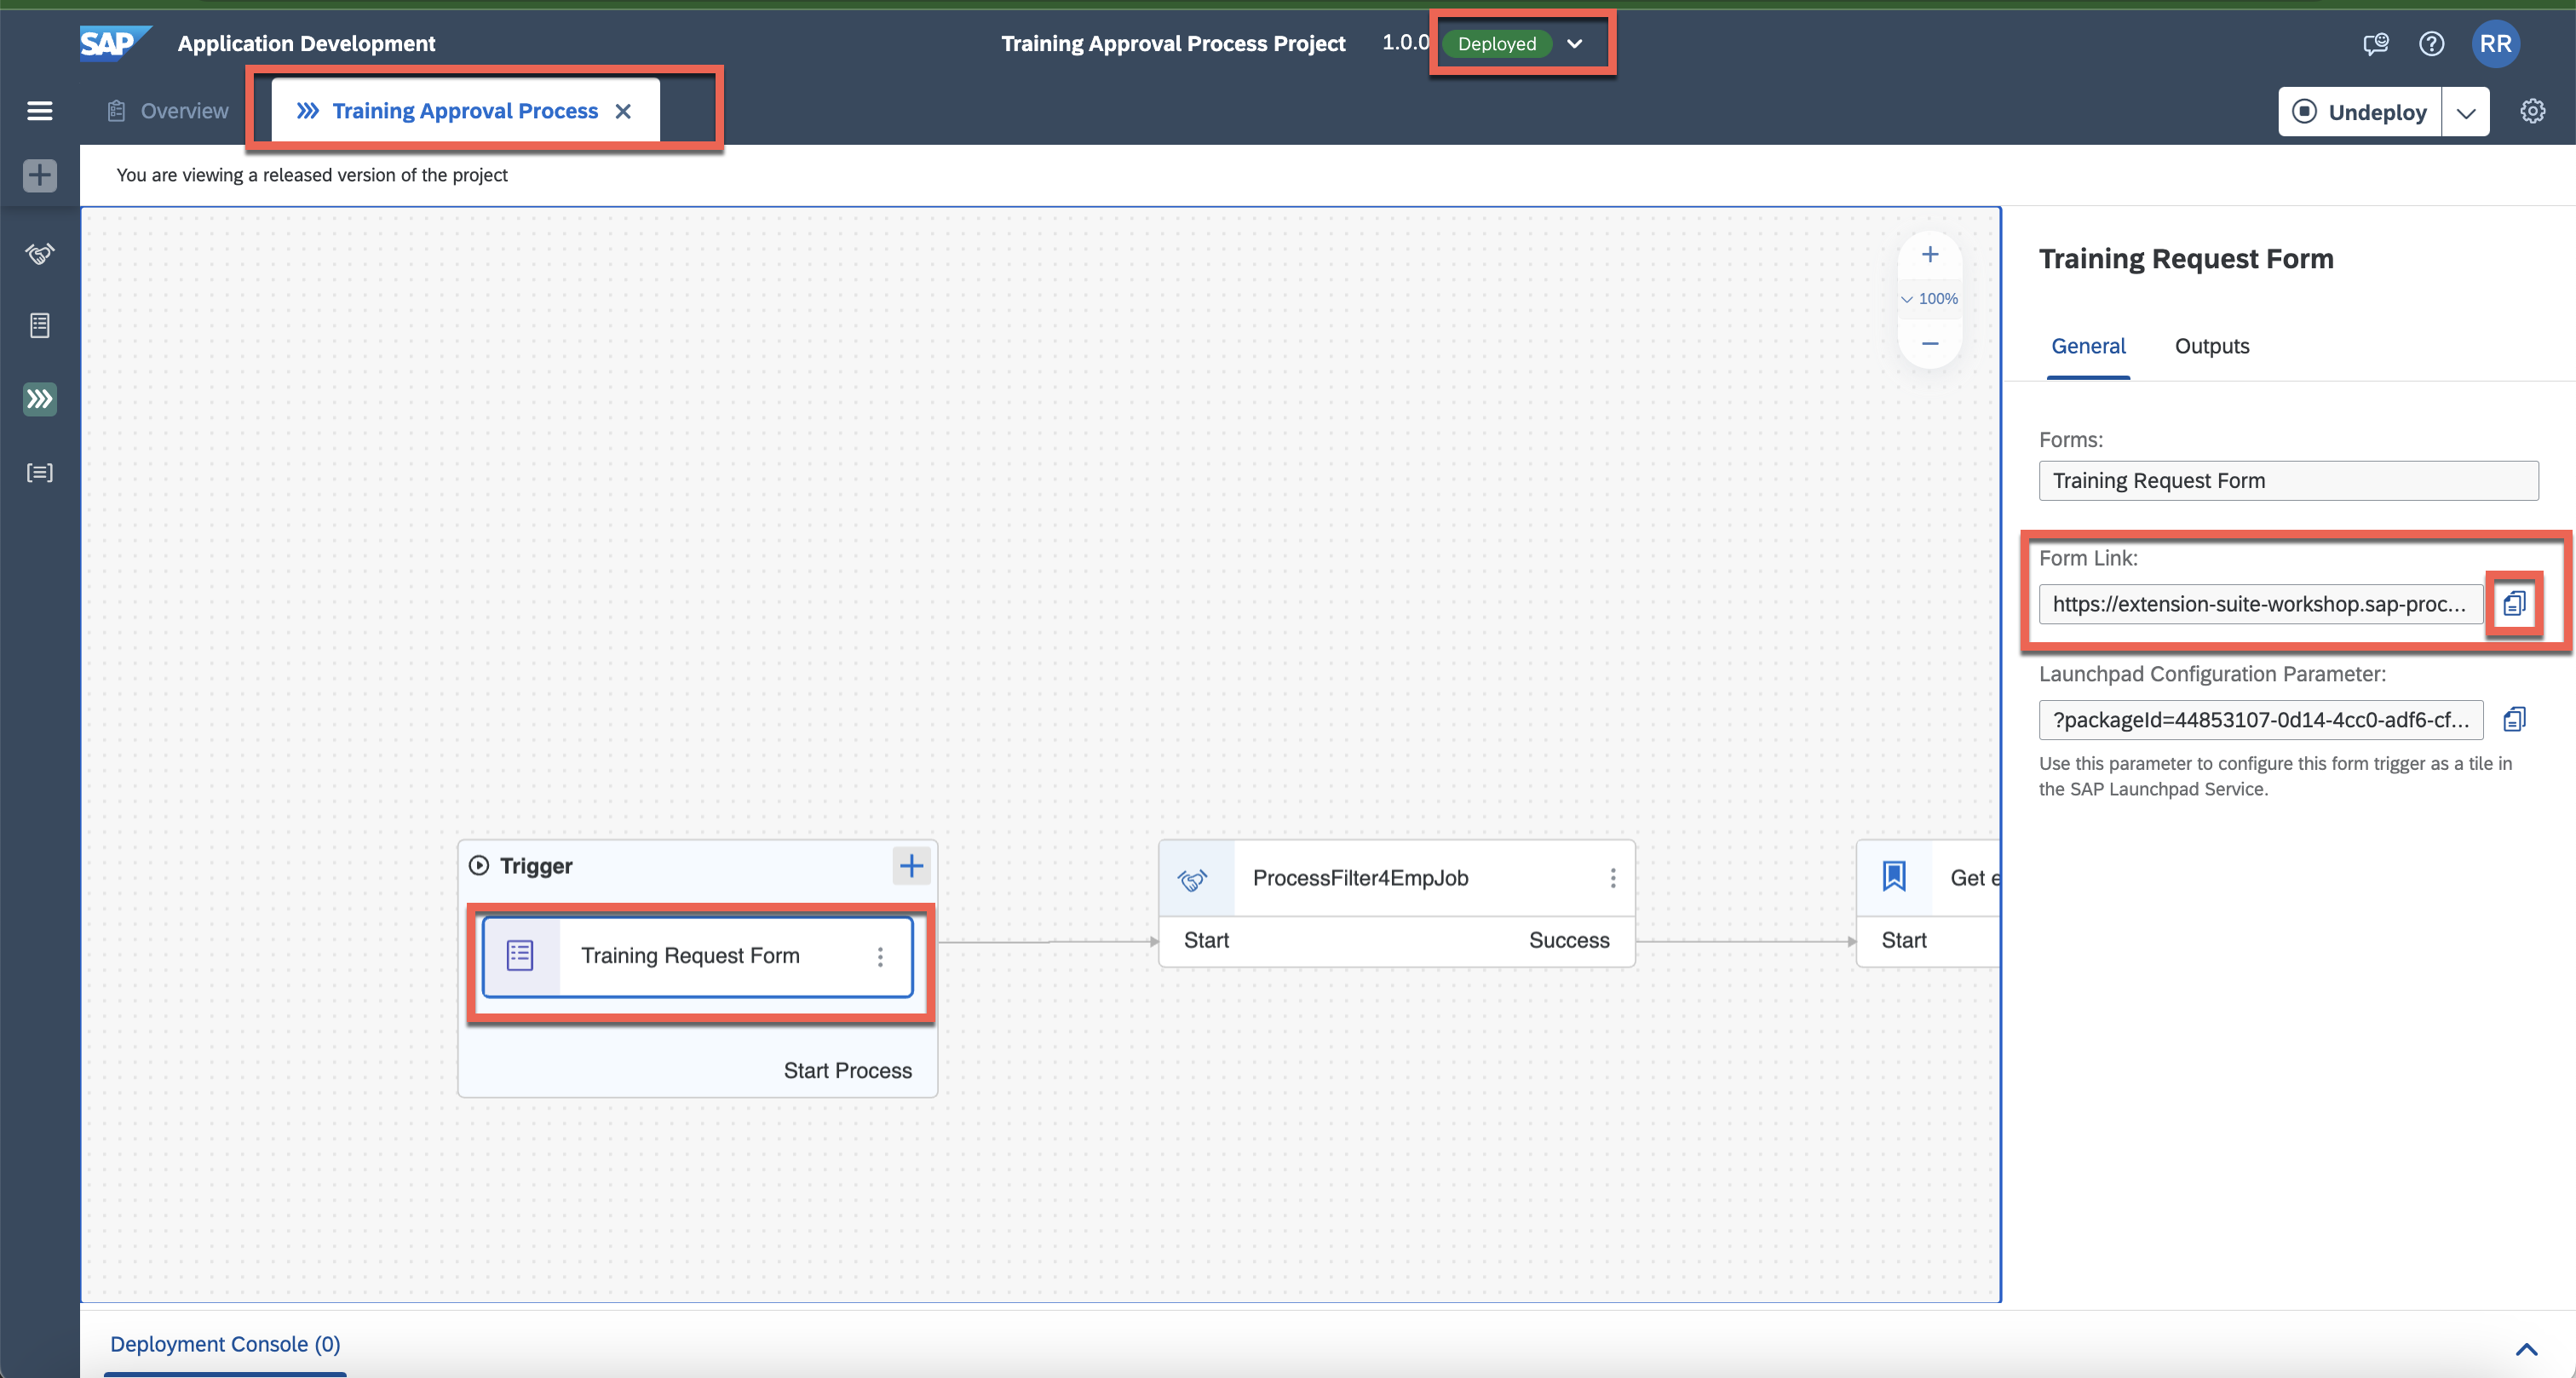 SAP Application Development
Training Approval Process Project 1.0.0 Deployed
RR
Overview
Training Approval Process
Undeploy
You are viewing a released version of the project
100%
Training Request Form
General Outputs
Forms:
Training Request Form
Form Link:
https://extension-suite-workshop.sap-proc...
Launchpad Configuration Parameter:
?packageId=44853107-0d14-4cc0-adf6-cf...
Use this parameter to configure this form trigger as a tile in
the SAP Launchpad Service.
Trigger
Training Request Form
Start Process
ProcessFilter4EmpJob
Start Success
Get e
Start
Deployment Console (0)